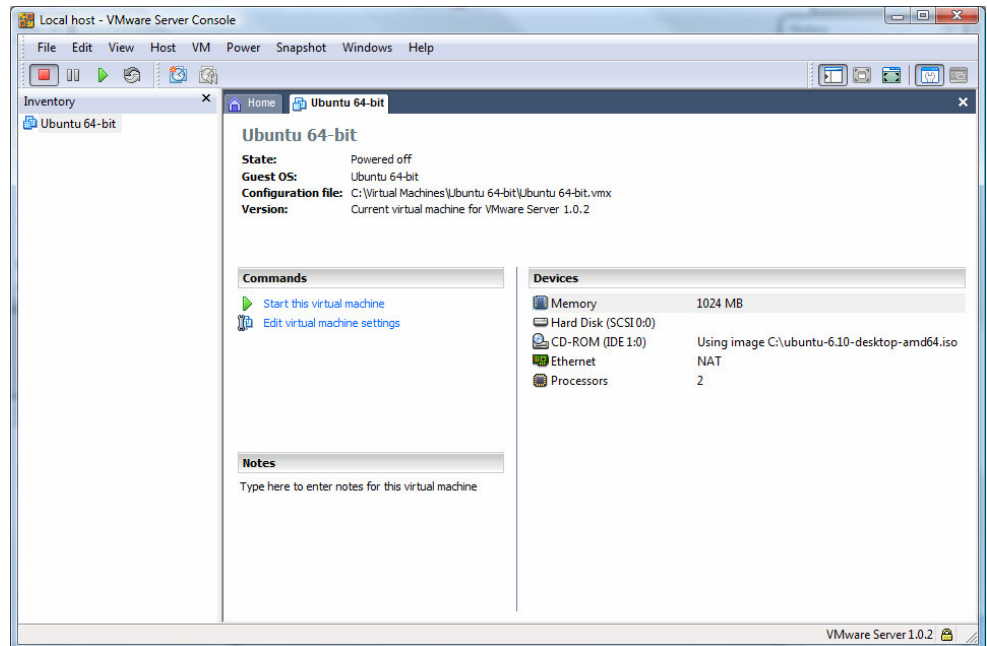 Local host - VMware Server Console
File Edit View Host VM Power Snapshot Windows Help
Inventory
Ubuntu 64-bit
Home Ubuntu 64-bit
Ubuntu 64-bit
State: Powered off
Guest OS: Ubuntu 64-bit
Configuration file: C:\Virtual Machines\Ubuntu 64-bit\Ubuntu 64-bit.vmx
Version: Current virtual machine for VMware Server 1.0.2
Commands
Start this virtual machine
Edit virtual machine settings
Notes
Type here to enter notes for this virtual machine
Devices
Memory 1024 MB
Hard Disk (SCSI 0:0)
CD-ROM (IDE 1:0) Using image C:\ubuntu-6.10-desktop-amd64.iso
Ethernet NAT
Processors 2
VMware Server 1.0.2